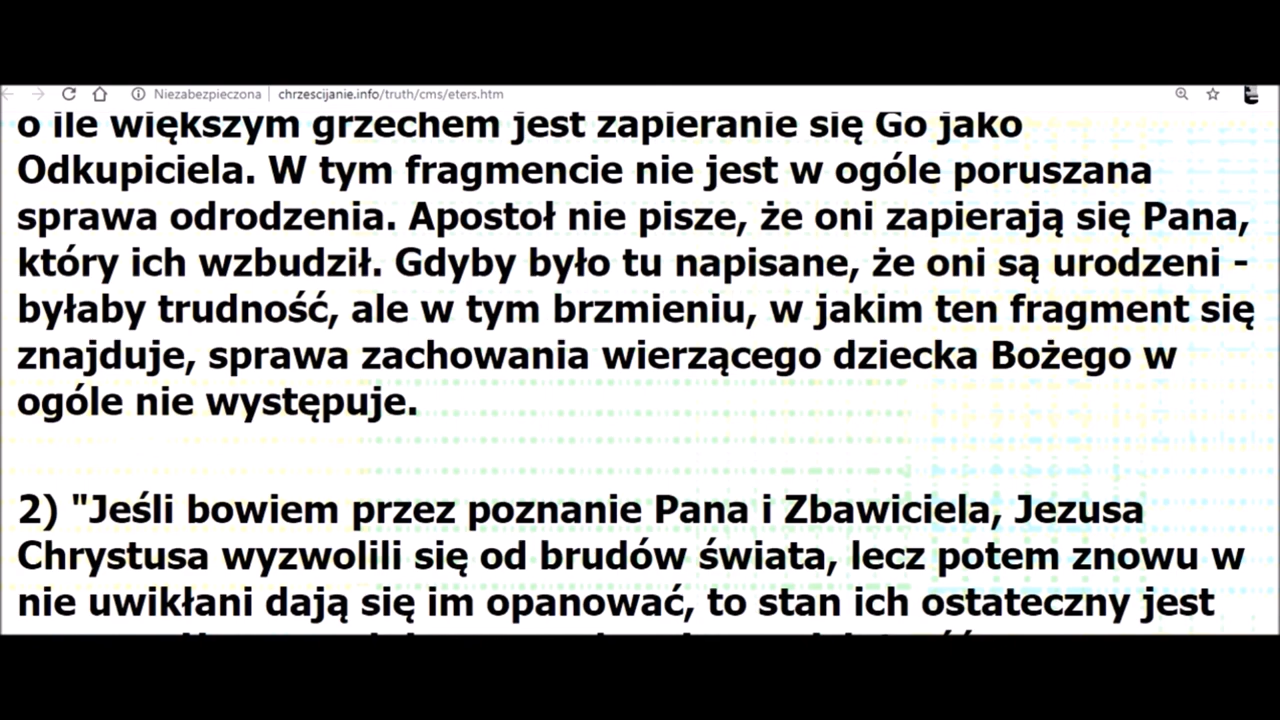 Niezabezpieczona chrzescijanie.info/truth/cms/eters.htm
o ile większym grzechem jest zapieranie się Go jako
Odkupiciela. W tym fragmencie nie jest w ogóle poruszana
sprawa odrodzenia. Apostoł nie pisze, że oni zapierają się Pana,
który ich wzbudził. Gdyby było tu napisane, że oni są urodzeni -
byłaby trudność, ale w tym brzmieniu, w jakim ten fragment się
znajduje, sprawa zachowania wierzącego dziecka Bożego w
ogóle nie występuje.
2) "Jeśli bowiem przez poznanie Pana i Zbawiciela, Jezusa
Chrystusa wyzwolili się od brudów świata, lecz potem znowu w
nie uwikłani dają się im opanować, to stan ich ostateczny jest